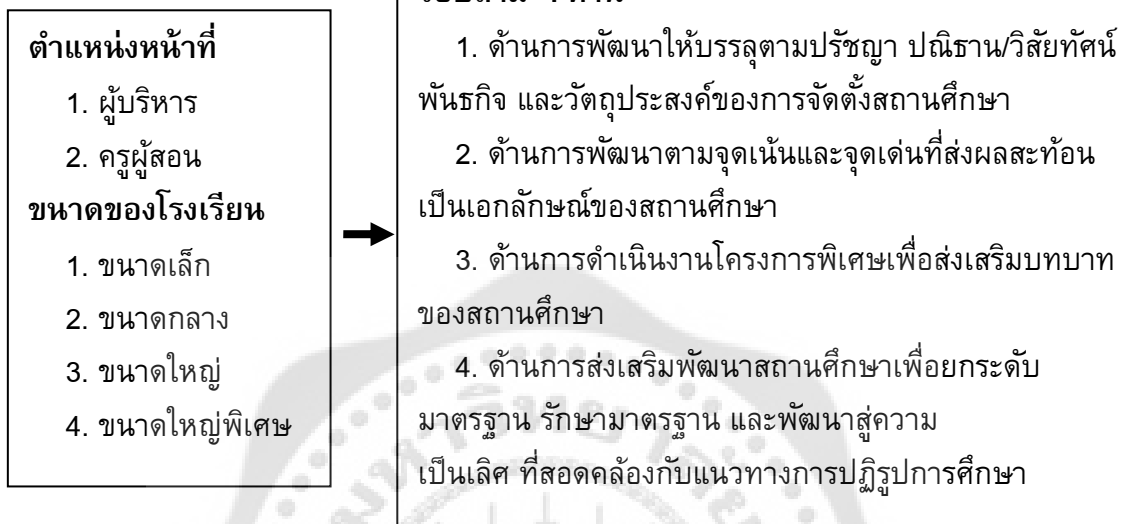 ตำแหน่งหน้าที่
1. ผู้บริหาร
2. ครูผู้สอน
ขนาดของโรงเรียน
1. ขนาดเล็ก
2. ขนาดกลาง
3. ขนาดใหญ่
4. ขนาดใหญ่พิเศษ
1. ด้านการพัฒนาให้บรรลุตามปรัชญา ปณิธาน/วิสัยทัศน์
พันธกิจ และวัตถุประสงค์ของการจัดตั้งสถานศึกษา
2. ด้านการพัฒนาตามจุดเน้นและจุดเด่นที่ส่งผลสะท้อน
เป็นเอกลักษณ์ของสถานศึกษา
3. ด้านการดำเนินงานโครงการพิเศษเพื่อส่งเสริมบทบาท
ของสถานศึกษา
4. ด้านการส่งเสริมพัฒนาสถานศึกษาเพื่อยกระดับ
มาตรฐาน รักษามาตรฐาน และพัฒนาสู่ความ
เป็นเลิศ ที่สอดคล้องกับแนวทางการปฏิรูปการศึกษา